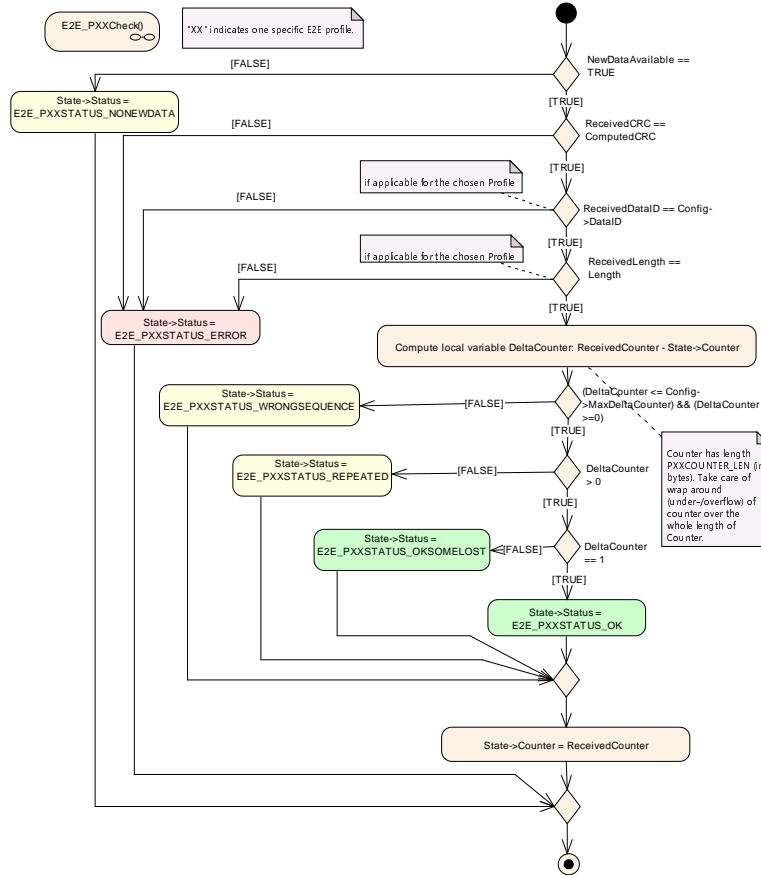 E2E_PXXCheck()
"XX" indicates one specific E2E profile.
NewDataAvailable ==
TRUE
[FALSE]
State->Status =
E2E_PXXSTATUS_NONEWDATA
[TRUE]
ReceivedCRC ==
ComputedCRC
[FALSE]
[TRUE]
if applicable for the chosen Profile
ReceivedDataID == Config-
>DataID
[FALSE]
[TRUE]
if applicable for the chosen Profile
ReceivedLength ==
Length
[FALSE]
[TRUE]
State->Status =
E2E_PXXSTATUS_ERROR
Compute local variable DeltaCounter: ReceivedCounter - State->Counter
(DeltaCounter <= Config-
>MaxDeltaCounter) && (DeltaCounter
>=0)
[FALSE]
State->Status =
E2E_PXXSTATUS_WRONGSEQUENCE
[TRUE]
Counter has length
PXXCOUNTER_LEN (in
bytes). Take care of
wrap around
(under-/overflow) of
counter over the
whole length of
Counter.
DeltaCounter
> 0
[FALSE]
State->Status =
E2E_PXXSTATUS_REPEATED
[TRUE]
DeltaCounter
== 1
[FALSE]
State->Status =
E2E_PXXSTATUS_OKSOMELOST
[TRUE]
State->Status =
E2E_PXXSTATUS_OK
State->Counter = ReceivedCounter